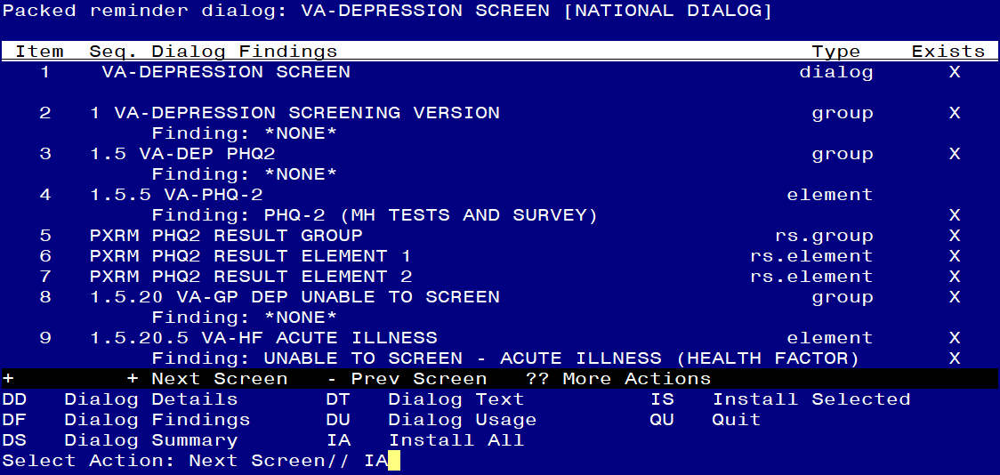 Packed reminder dialog: VA-DEPRESSION SCREEN [NATIONAL DIALOG]
Item Seq. Dialog Findings Type Exists
1 VA-DEPRESSION SCREEN dialog X
2 1 VA-DEPRESSION SCREENING VERSION group X
Finding: *NONE*
3 1.5 VA-DEP PHQ2 group X
Finding: *NONE*
4 1.5.5 VA-PHQ-2 element
Finding: PHQ-2 (MH TESTS AND SURVEY) X
5 PXRM PHQ2 RESULT GROUP rs.group X
6 PXRM PHQ2 RESULT ELEMENT 1 rs.element X
7 PXRM PHQ2 RESULT ELEMENT 2 rs.element X
8 1.5.20 VA-GP DEP UNABLE TO SCREEN group X
Finding: *NONE*
9 1.5.20.5 VA-HF ACUTE ILLNESS element X
Finding: UNABLE TO SCREEN - ACUTE ILLNESS (HEALTH FACTOR) X
+ + Next Screen - Prev Screen ?? More Actions
DD Dialog Details DT Dialog Text IS Install Selected
DF Dialog Findings DU Dialog Usage QU Quit
DS Dialog Summary IA Install All
Select Action: Next Screen// IA